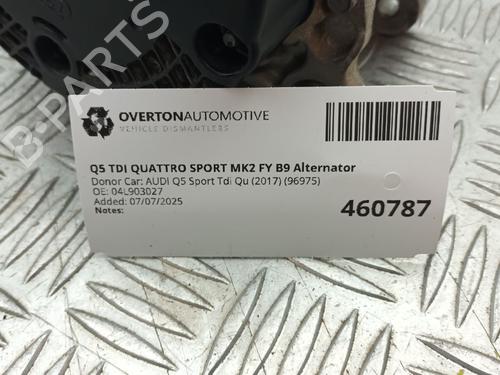 B-PARTS
OVERTONAUTOMOTIVE
VEHICLE DISMANTLERS
Q5 TDI QUATTRO SPORT MK2 FY B9 Alternator
Donor Car: AUDI Q5 Sport Tdi Qu (2017) (96975)
OE: 04L903027
Added: 07/07/2025
Notes:
460787